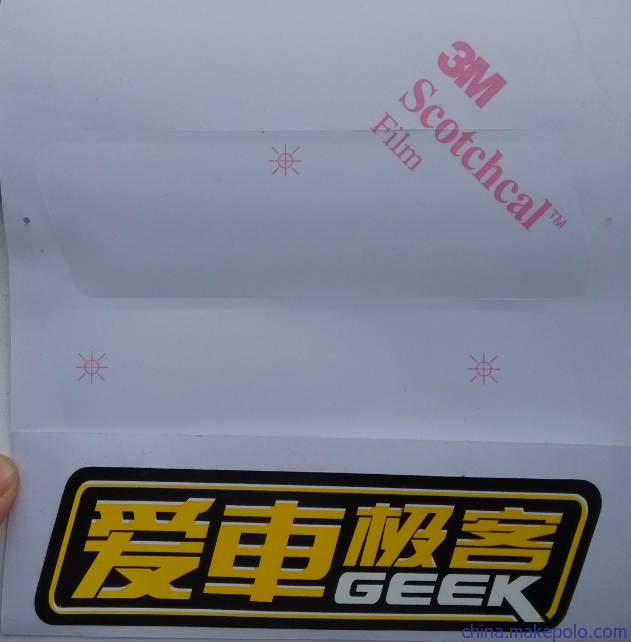 3M
Scotchcal™
Film
爱車极客
GEEK
china.makepolo.com